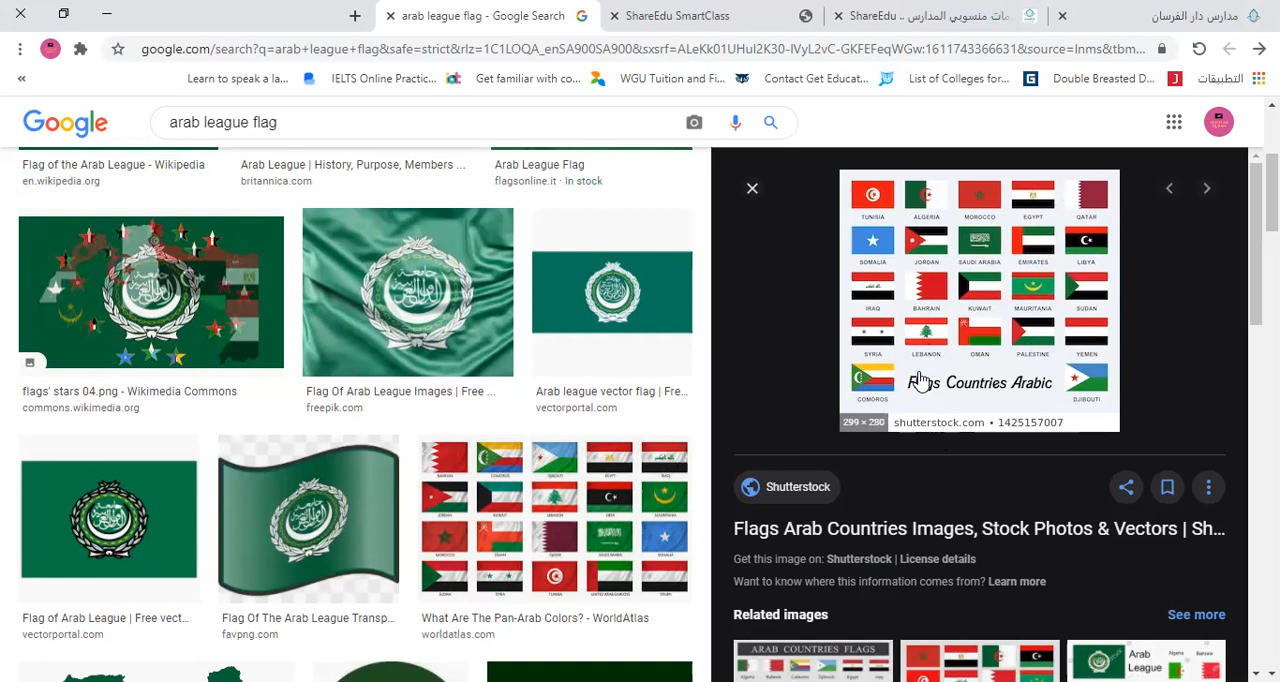 arab league flag - Google Search
ShareEdu SmartClass
ShareEdu .. مات منسوبي المدارس
مدارس دار الفرسان
google.com/search?q=arab+league+flag&safe=strict&rlz=1C1LOQA_enSA900SA900&sxsrf=ALeKk01UHul2K30-IVyL2vC-GKFEFeqWGw:1611743366631&source=lnms&tbm...
Learn to speak a la...
IELTS Online Practic...
Get familiar with co...
WGU Tuition and Fi...
Contact Get Educat...
List of Colleges for...
Double Breasted D...
التطبيقات
Google
arab league flag
Flag of the Arab League - Wikipedia
en.wikipedia.org
Arab League | History, Purpose, Members ...
britannica.com
Arab League Flag
flagsonline.it · In stock
flags' stars 04.png - Wikimedia Commons
commons.wikimedia.org
Flag Of Arab League Images | Free ...
freepik.com
Arab league vector flag | Fre...
vectorportal.com
Flag of Arab League | Free vect...
vectorportal.com
Flag Of The Arab League Transp...
favpng.com
What Are The Pan-Arab Colors? - WorldAtlas
worldatlas.com
TUNISIA ALGERIA MOROCCO EGYPT QATAR
SOMALIA JORDAN SAUDI ARABIA EMIRATES LIBYA
IRAQ BAHRAIN KUWAIT MAURITANIA SUDAN
SYRIA LEBANON OMAN PALESTINE YEMEN
COMOROS Countries Arabic DJIBOUTI
299 × 280 shutterstock.com • 1425157007
Shutterstock
Flags Arab Countries Images, Stock Photos & Vectors | Sh...
Get this image on: Shutterstock | License details
Want to know where this information comes from? Learn more
Related images
See more
ARAB COUNTRIES FLAGS
Arab
League